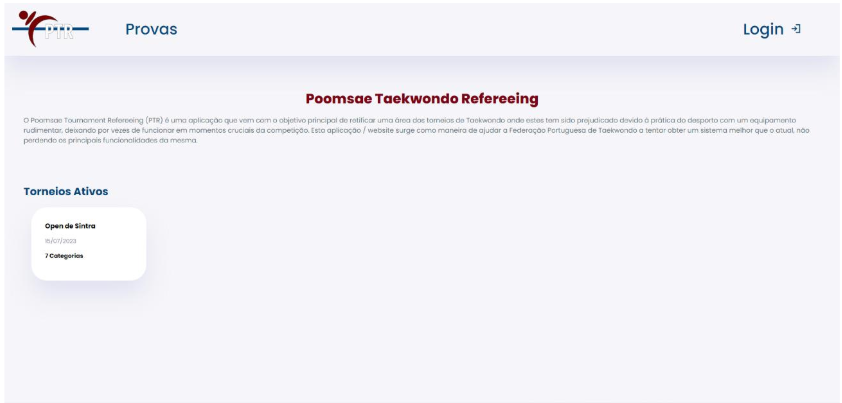 PTR
Provas
Login
Poomsae Taekwondo Refereeing
O Poomsae Tournament Refereeing (PTR) é uma aplicação que vem com o objetivo principal de retificar uma área dos torneios de Taekwondo onde estes tem sido prejudicado devido à prática do desporto com um equipamento
rudimentar, deixando por vezes de funcionar em momentos cruciais da competição. Esta aplicação / website surge como maneira de ajudar a Federação Portuguesa de Taekwondo a tentar obter um sistema melhor que o atual, não
perdendo as principais funcionalidades da mesma.
Torneios Ativos
Open de Sintra
15/07/2023
7 Categorias